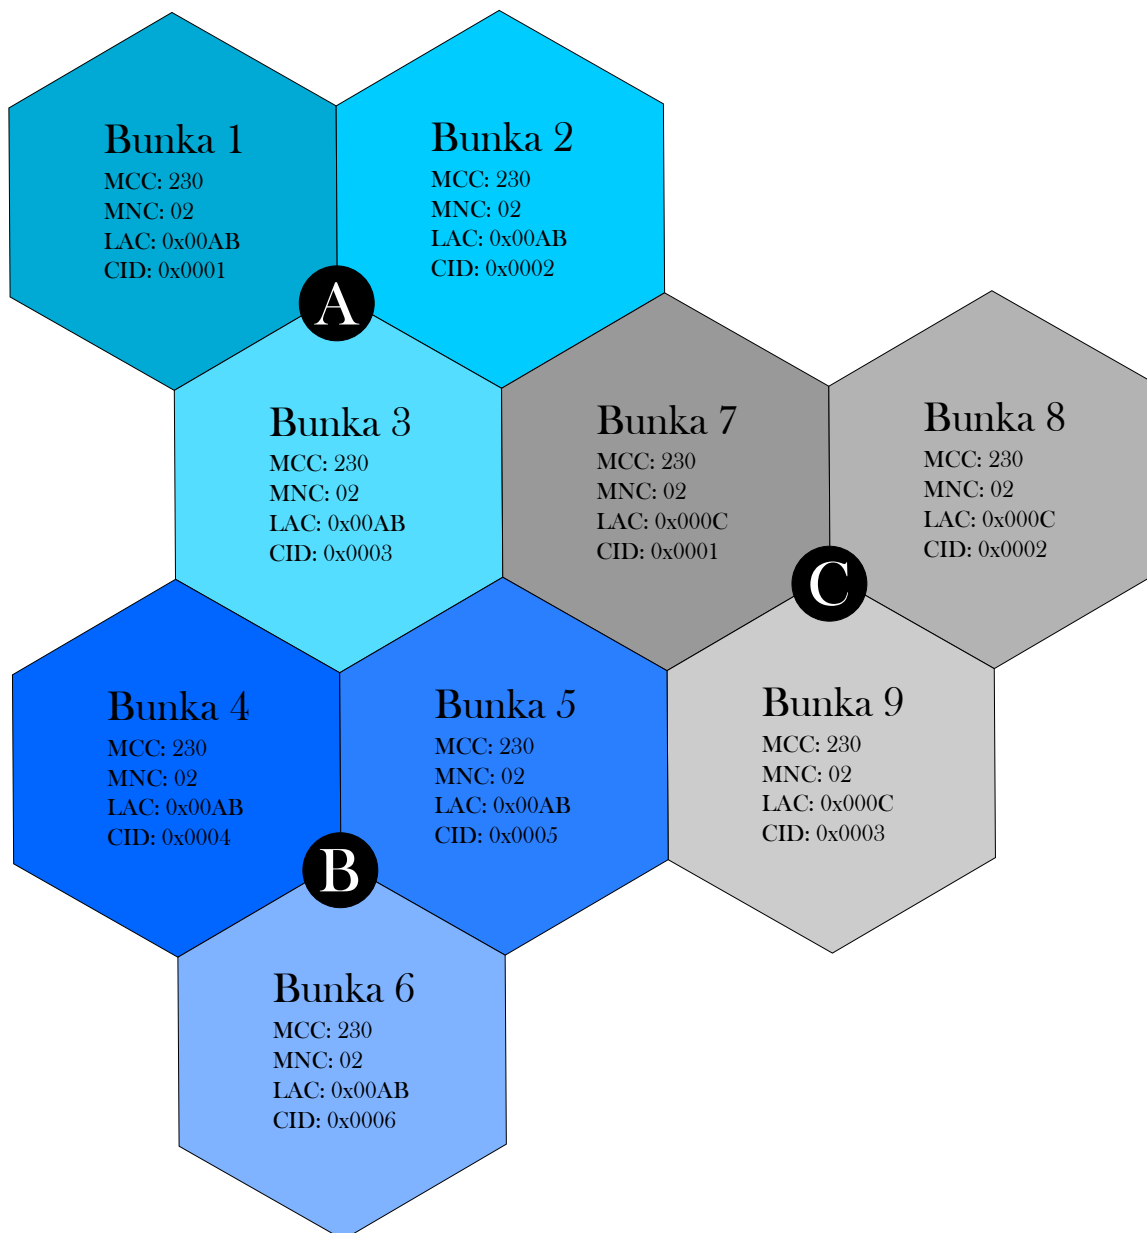 Bunka 1
MCC: 230
MNC: 02
LAC: 0x00AB
CID: 0x0001
Bunka 2
MCC: 230
MNC: 02
LAC: 0x00AB
CID: 0x0002
A
Bunka 3
MCC: 230
MNC: 02
LAC: 0x00AB
CID: 0x0003
Bunka 7
MCC: 230
MNC: 02
LAC: 0x000C
CID: 0x0001
Bunka 8
MCC: 230
MNC: 02
LAC: 0x000C
CID: 0x0002
C
Bunka 4
MCC: 230
MNC: 02
LAC: 0x00AB
CID: 0x0004
Bunka 5
MCC: 230
MNC: 02
LAC: 0x00AB
CID: 0x0005
Bunka 9
MCC: 230
MNC: 02
LAC: 0x000C
CID: 0x0003
B
Bunka 6
MCC: 230
MNC: 02
LAC: 0x00AB
CID: 0x0006